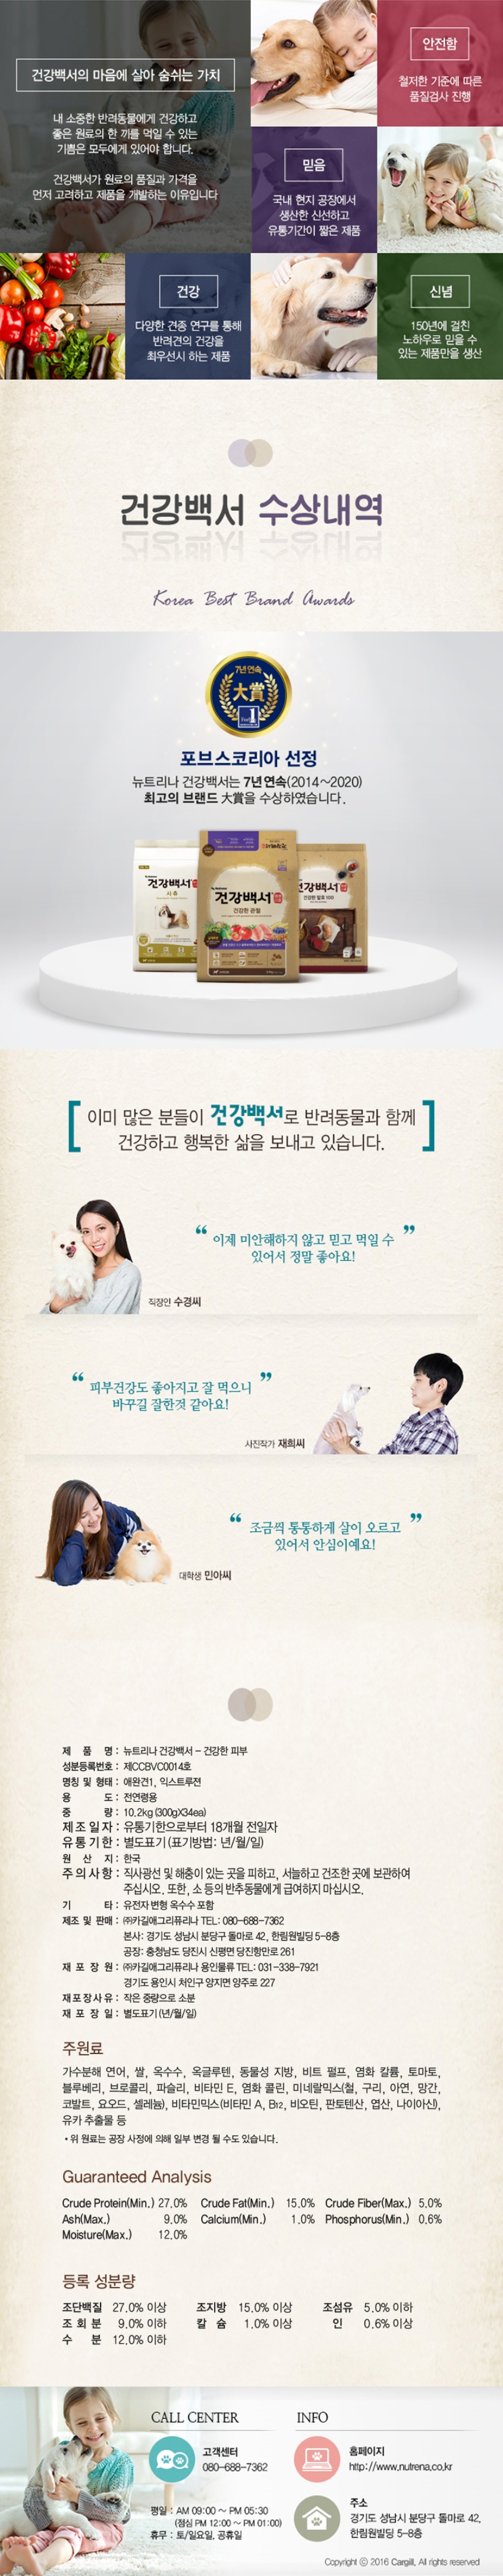 건강백서의 마음에 살아 숨쉬는 가치
내 소중한 반려동물에게 건강하고
좋은 원료의 한 끼를 먹일 수 있는
기쁨은 모두에게 있어야 합니다.
건강백서가 원료의 품질과 가격을
먼저 고려하고 제품을 개발하는 이유입니다
안전함
철저한 기준에 따른
품질검사 진행
믿음
국내 현지 공장에서
생산한 신선하고
유통기간이 짧은 제품
건강
다양한 견종 연구를 통해
반려견의 건강을
최우선시 하는 제품
신념
150년에 걸친
노하우로 믿을 수
있는 제품만을 생산
건강백서 수상내역
Korea Best Brand Awards
7년연속
大賞
포브스코리아 선정
뉴트리나 건강백서는 7년연속(2014~2020)
최고의 브랜드 大賞을 수상하였습니다.
건강백서
건강백서
건강한 관절
건강백서
[ 이미 많은 분들이 건강백서로 반려동물과 함께
건강하고 행복한 삶을 보내고 있습니다. ]
“ 이제 미안해하지 않고 믿고 먹일 수 ”
있어서 정말 좋아요!
직장인 수경씨
“ 피부건강도 좋아지고 잘 먹으니 ”
바꾸길 잘한것 같아요!
사진작가 재희씨
“ 조금씩 통통하게 살이 오르고 ”
있어서 안심이예요!
대학생 민아씨
제 품 명 : 뉴트리나 건강백서 - 건강한 피부
성분등록번호 : 제CCBVC0014호
명칭 및 형태 : 애완견1, 익스트루젼
용 도 : 전연령용
중 량 : 10.2kg (300gX34ea)
제조일자 : 유통기한으로부터 18개월 전일자
유통기한 : 별도표기 (표기방법: 년/월/일)
원 산 지 : 한국
주의사항 : 직사광선 및 해충이 있는 곳을 피하고, 서늘하고 건조한 곳에 보관하여
주십시오. 또한, 소 등의 반추동물에게 급여하지 마십시오.
기 타 : 유전자 변형 옥수수 포함
제조 및 판매 : ㈜카길애그리퓨리나 TEL: 080-688-7362
본사: 경기도 성남시 분당구 돌마로 42, 한림원빌딩 5-8층
공장: 충청남도 당진시 신평면 당진항만로 261
재 포 장 원 : ㈜카길애그리퓨리나 용인물류 TEL: 031-338-7921
경기도 용인시 처인구 양지면 양주로 227
재포장사유 : 작은 중량으로 소분
재 포 장 일 : 별도표기 (년/월/일)
주원료
가수분해 연어, 쌀, 옥수수, 옥글루텐, 동물성 지방, 비트 펄프, 염화 칼륨, 토마토,
블루베리, 브로콜리, 파슬리, 비타민 E, 염화 콜린, 미네랄믹스(철, 구리, 아연, 망간,
코발트, 요오드, 셀레늄), 비타민믹스(비타민 A, B12, 비오틴, 판토텐산, 엽산, 나이아신),
유카 추출물 등
• 위 원료는 공장 사정에 의해 일부 변경 될 수도 있습니다.
Guaranteed Analysis
Crude Protein(Min.) 27.0% Crude Fat(Min.) 15.0% Crude Fiber(Max.) 5.0%
Ash(Max.) 9.0% Calcium(Min.) 1.0% Phosphorus(Min.) 0.6%
Moisture(Max.) 12.0%
등록 성분량
조단백질 27.0% 이상 조지방 15.0% 이상 조섬유 5.0% 이하
조 회 분 9.0% 이하 칼 슘 1.0% 이상 인 0.6% 이상
수 분 12.0% 이하
CALL CENTER
고객센터
080-688-7362
평일 : AM 09:00 ~ PM 05:30
(점심 PM 12:00 ~ PM 01:00)
휴무 : 토/일요일, 공휴일
INFO
홈페이지
http://www.nutrena.co.kr
주소
경기도 성남시 분당구 돌마로 42,
한림원빌딩 5-8층
Copyright ⓒ 2016 Cargill, All rights reserved